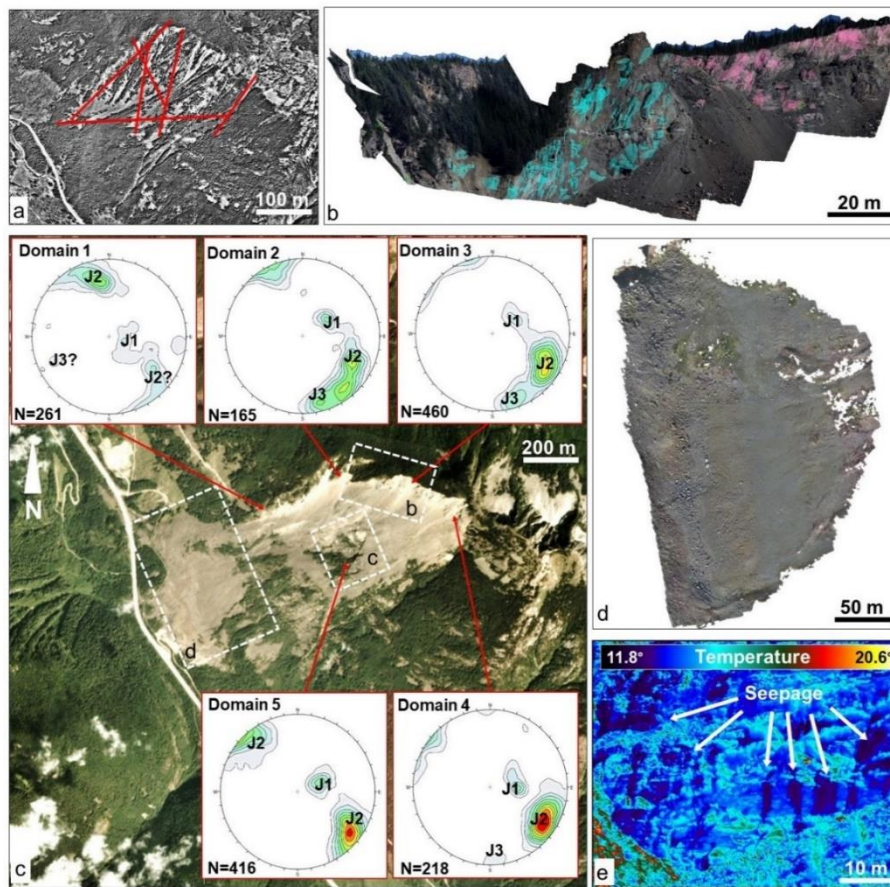 100 m
a
b
20 m
Domain 1
J2
J1
J3?
J2?
N=261
Domain 2
J1
J2
J3
N=165
Domain 3
J1
J2
J3
N=460
200 m
N
b
c
d
Domain 5
J2
J1
J2
N=416
Domain 4
J1
J2
J3
N=218
c
d
50 m
11.8° Temperature 20.6°
Seepage
10 m
e